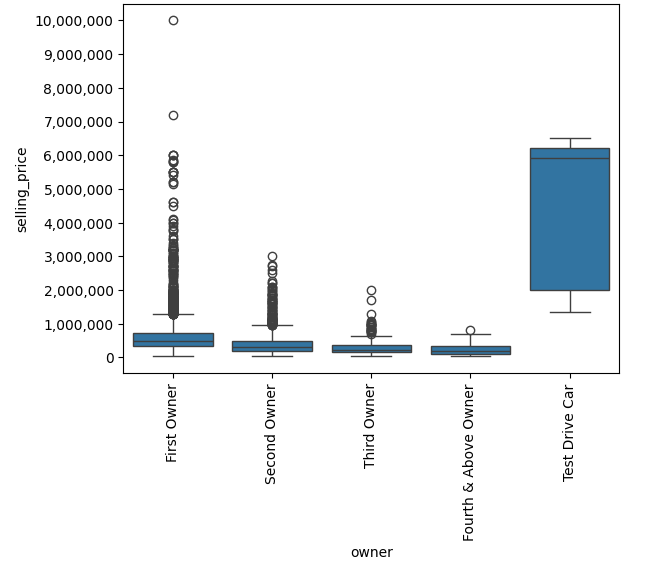 10,000,000
9,000,000
8,000,000
7,000,000
6,000,000
5,000,000
4,000,000
3,000,000
2,000,000
1,000,000
0
selling_price
First Owner
Second Owner
Third Owner
Fourth & Above Owner
Test Drive Car
owner